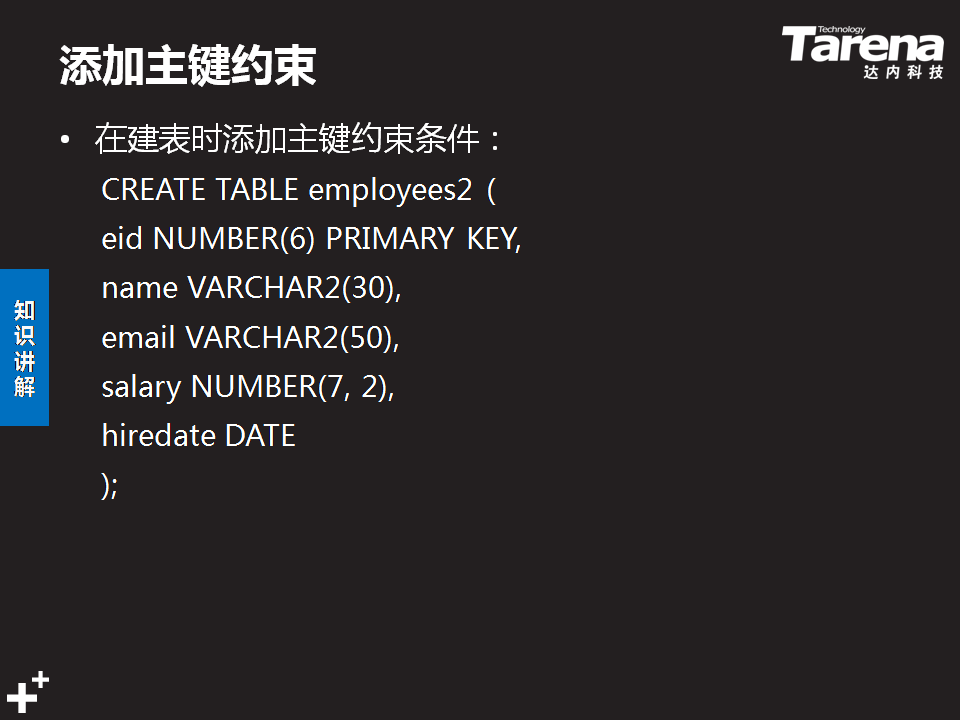 添加主键约束
Technology
Tarena
达内科技
• 在建表时添加主键约束条件：
CREATE TABLE employees2 (
eid NUMBER(6) PRIMARY KEY,
name VARCHAR2(30),
email VARCHAR2(50),
salary NUMBER(7, 2),
hiredate DATE
);
知识讲解